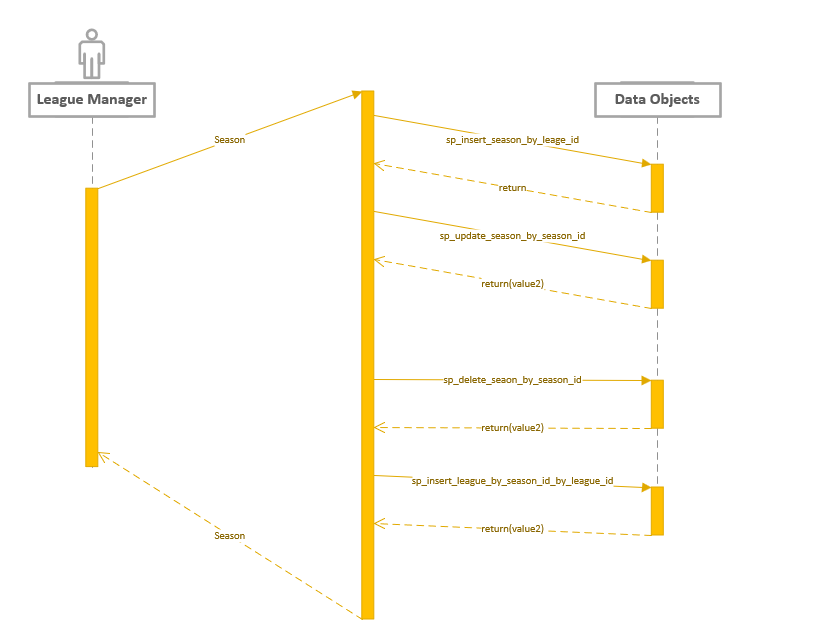 League Manager
Data Objects
Season
sp_insert_season_by_leage_id
return
sp_update_season_by_season_id
return(value2)
sp_delete_seaon_by_season_id
return(value2)
sp_insert_league_by_season_id_by_league_id
return(value2)
Season